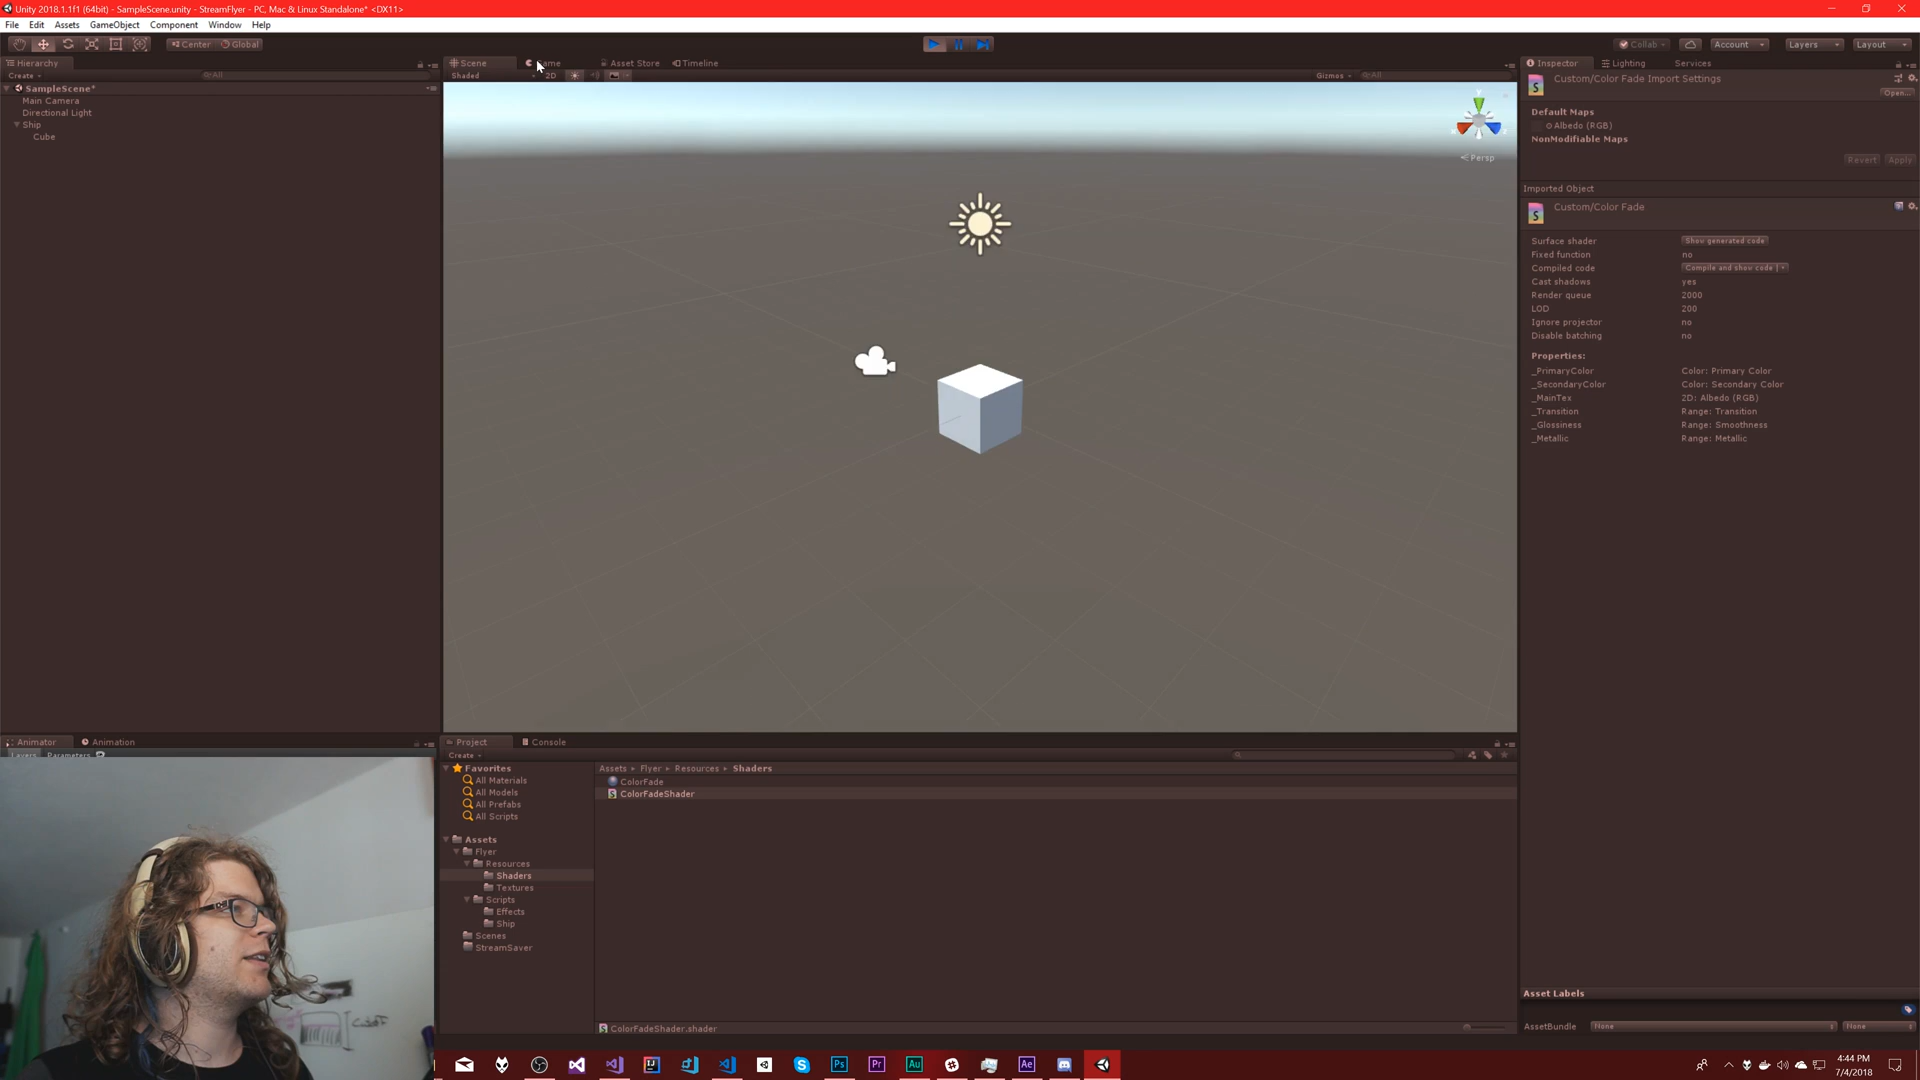 Unity 2018.1.1f1 (64bit) - SampleScene.unity - StreamFlyer - PC, Mac & Linux Standalone* <DX11>
File Edit Assets GameObject Component Window Help
Center Global Collab Account Layers Layout
Hierarchy
Create All
SampleScene*
Main Camera
Directional Light
Ship
Cube
Scene Asset Store Timeline
Shaded 2D Gizmos All
y
Persp
Inspector Lighting Services
Custom/Color Fade Import Settings
Open...
Default Maps
Albedo (RGB)
NonModifiable Maps
Revert Apply
Imported Object
Custom/Color Fade
Surface shader Show generated code
Fixed function no
Compiled code Compile and show code
Cast shadows yes
Render queue 2000
LOD 200
Ignore projector no
Disable batching no
Properties:
_PrimaryColor Color: Primary Color
_SecondaryColor Color: Secondary Color
_MainTex 2D: Albedo (RGB)
_Transition Range: Transition
_Glossiness Range: Smoothness
_Metallic Range: Metallic
Asset Labels
AssetBundle None None
Animator Animation
Layers Parameters
Project Console
Create
Favorites
All Materials
All Models
All Prefabs
All Scripts
Assets
Flyer
Resources
Shaders
Textures
Scripts
Effects
Ship
Scenes
StreamSaver
Assets Flyer Resources Shaders
ColorFade
ColorFadeShader
ColorFadeShader.shader
Ps Pr Au Ae
4:44 PM
7/4/2018